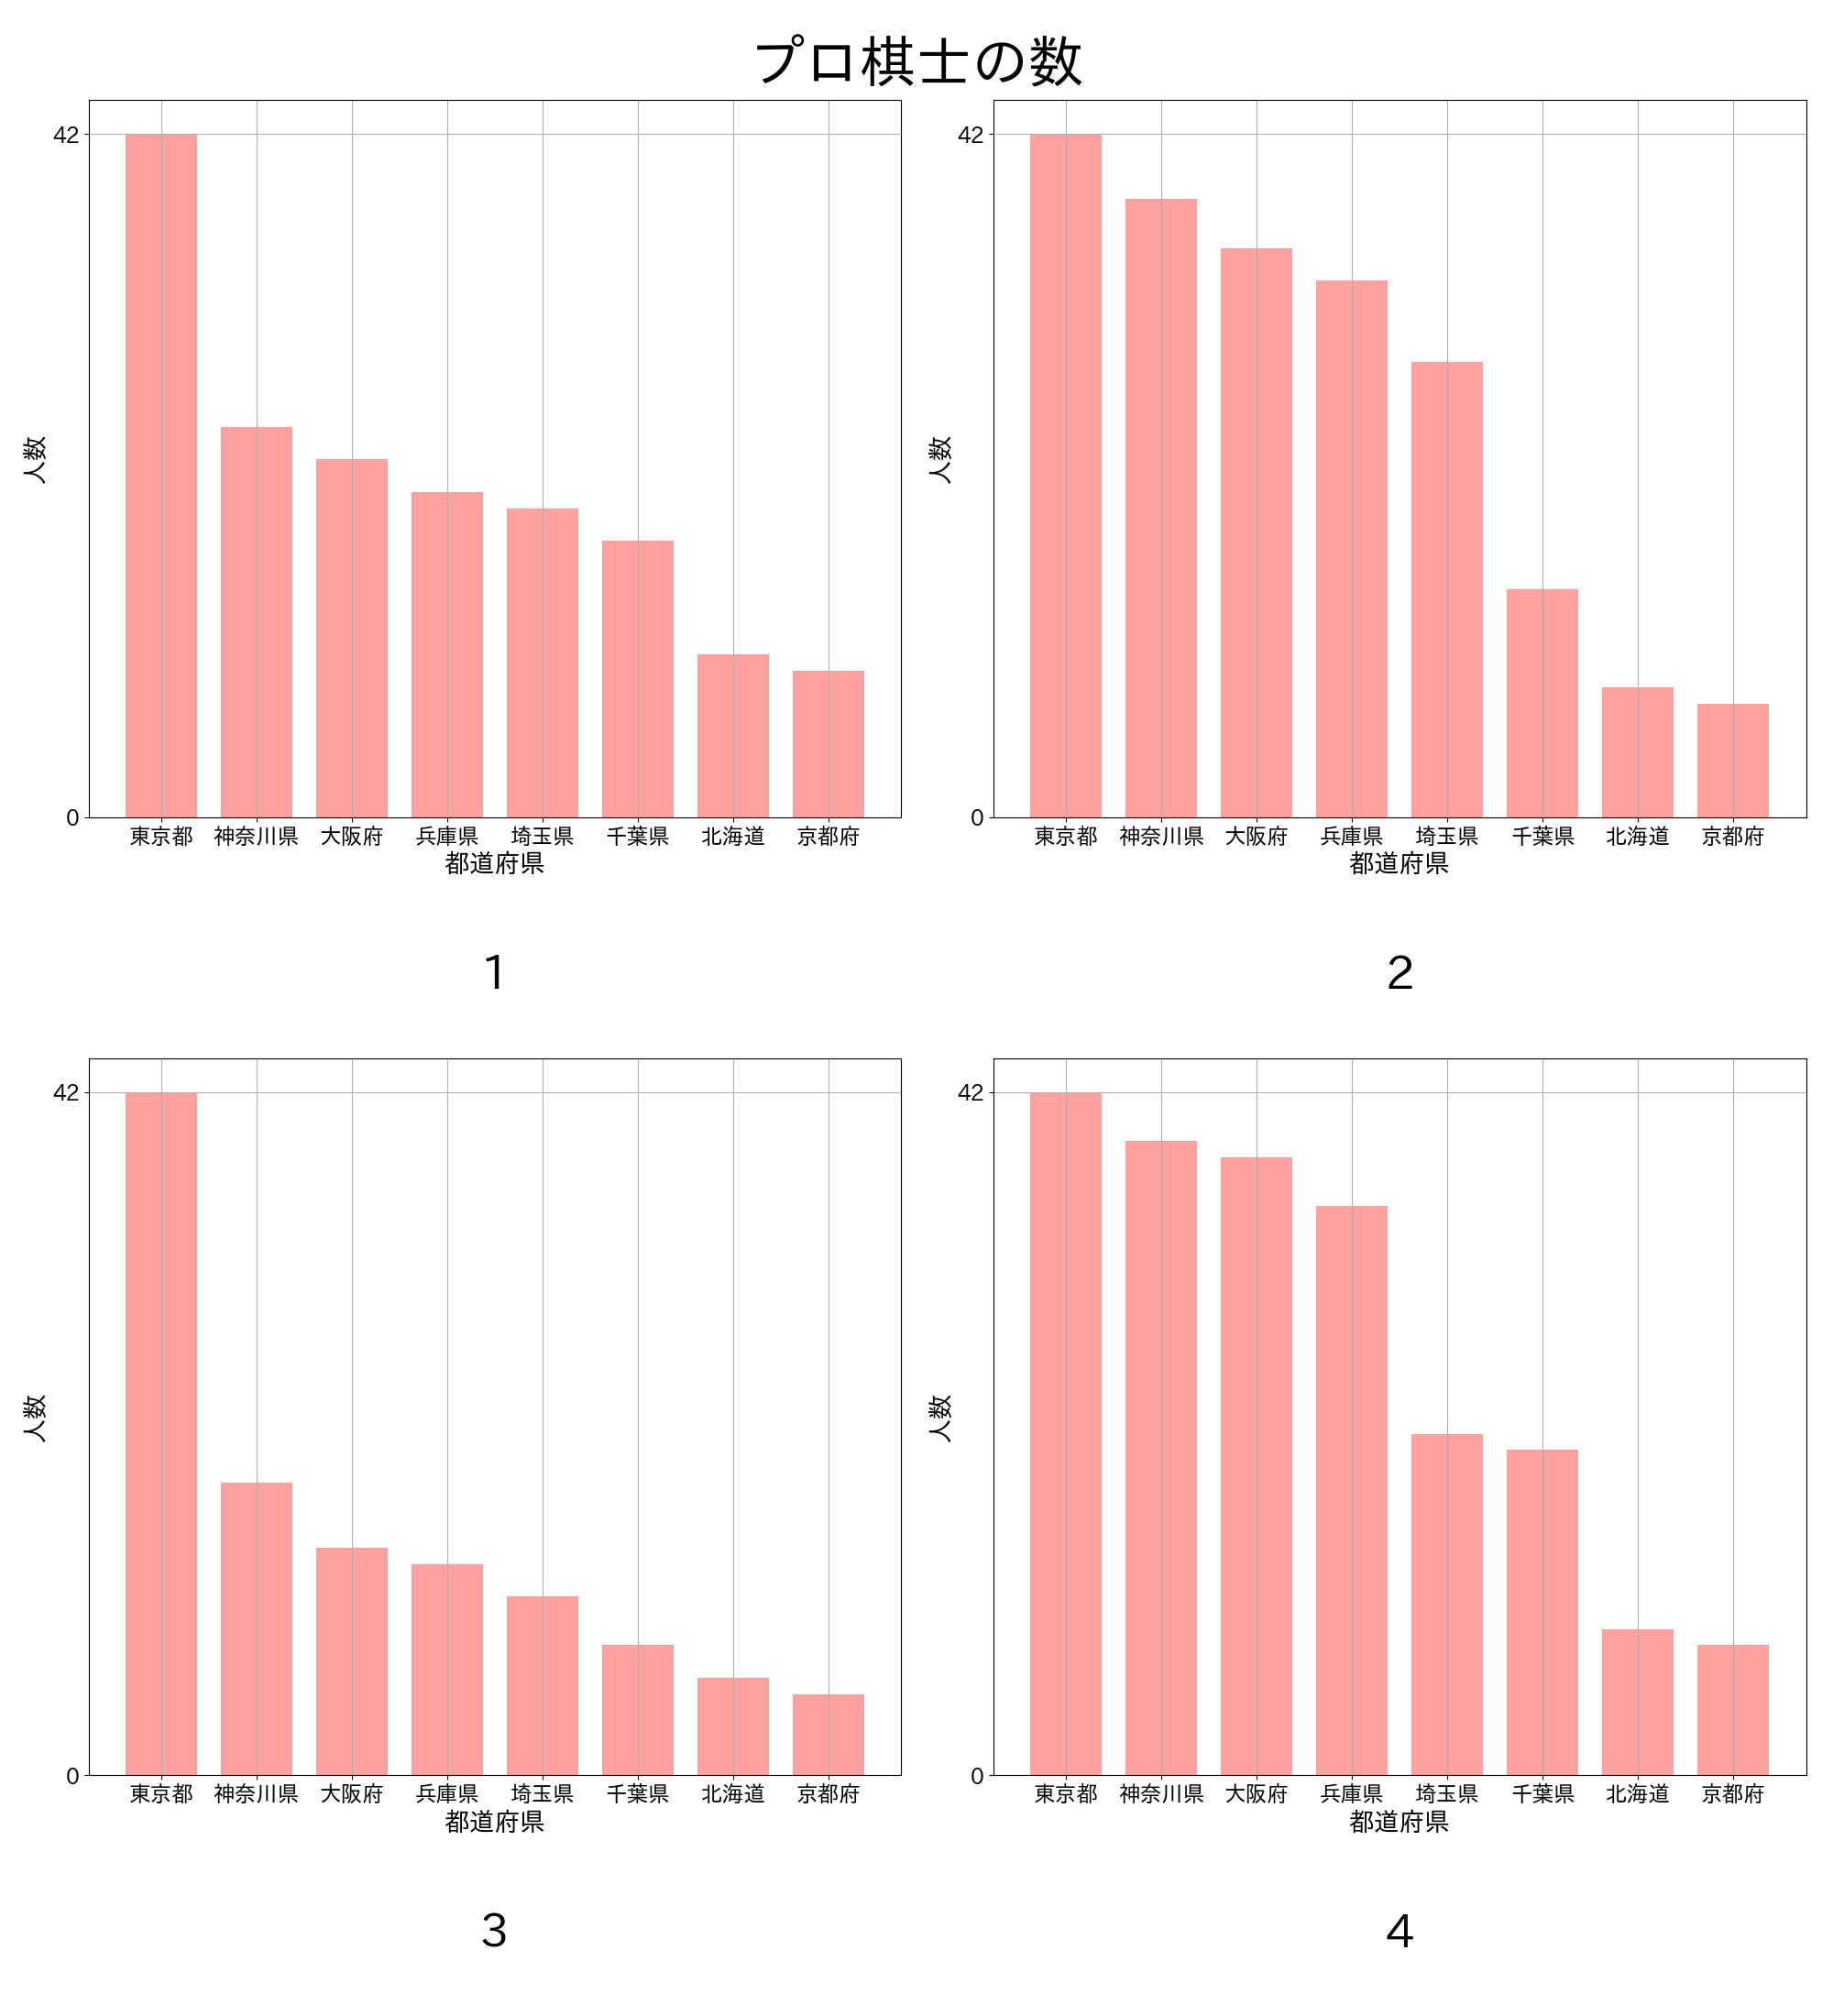 プロ棋士の数
42
0
人数
東京都 神奈川県 大阪府 兵庫県 埼玉県 千葉県 北海道 京都府
都道府県
1
42
0
人数
東京都 神奈川県 大阪府 兵庫県 埼玉県 千葉県 北海道 京都府
都道府県
2
42
0
人数
東京都 神奈川県 大阪府 兵庫県 埼玉県 千葉県 北海道 京都府
都道府県
3
42
0
人数
東京都 神奈川県 大阪府 兵庫県 埼玉県 千葉県 北海道 京都府
都道府県
4